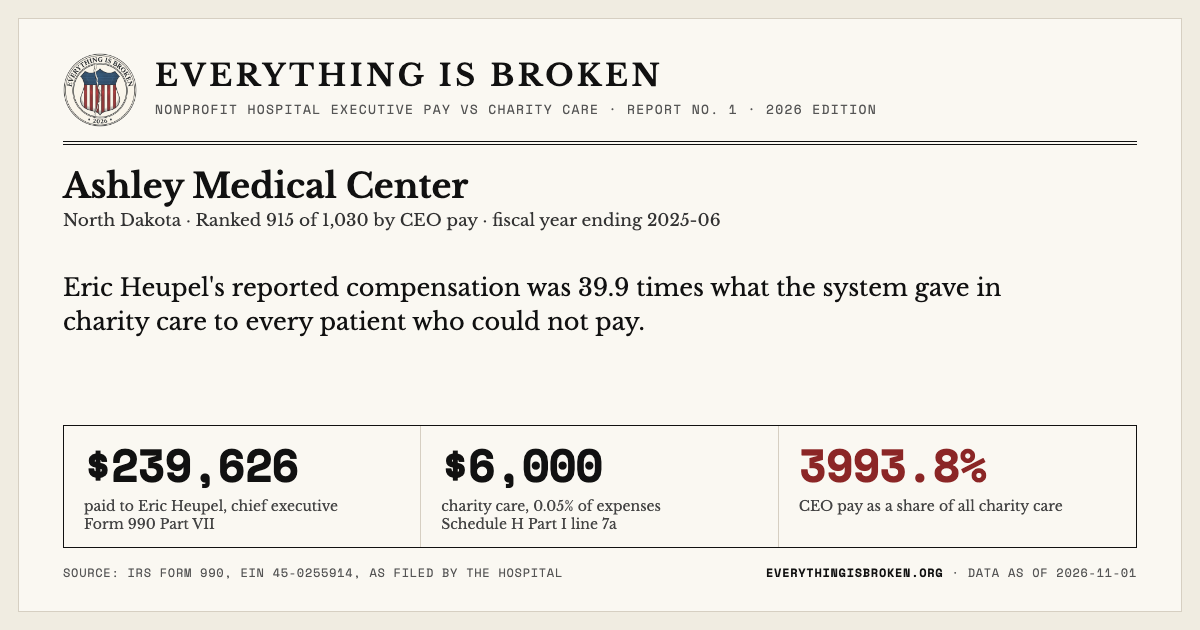 EVERYTHING IS BROKEN
· 2026 ·
EVERYTHING IS BROKEN
NONPROFIT HOSPITAL EXECUTIVE PAY VS CHARITY CARE · REPORT NO. 1 · 2026 EDITION
Ashley Medical Center
North Dakota · Ranked 915 of 1,030 by CEO pay · fiscal year ending 2025-06
Eric Heupel's reported compensation was 39.9 times what the system gave in
charity care to every patient who could not pay.
$239,626
paid to Eric Heupel, chief executive
Form 990 Part VII
$6,000
charity care, 0.05% of expenses
Schedule H Part I line 7a
3993.8%
CEO pay as a share of all charity care
SOURCE: IRS FORM 990, EIN 45-0255914, AS FILED BY THE HOSPITAL
EVERYTHINGISBROKEN.ORG · DATA AS OF 2026-11-01